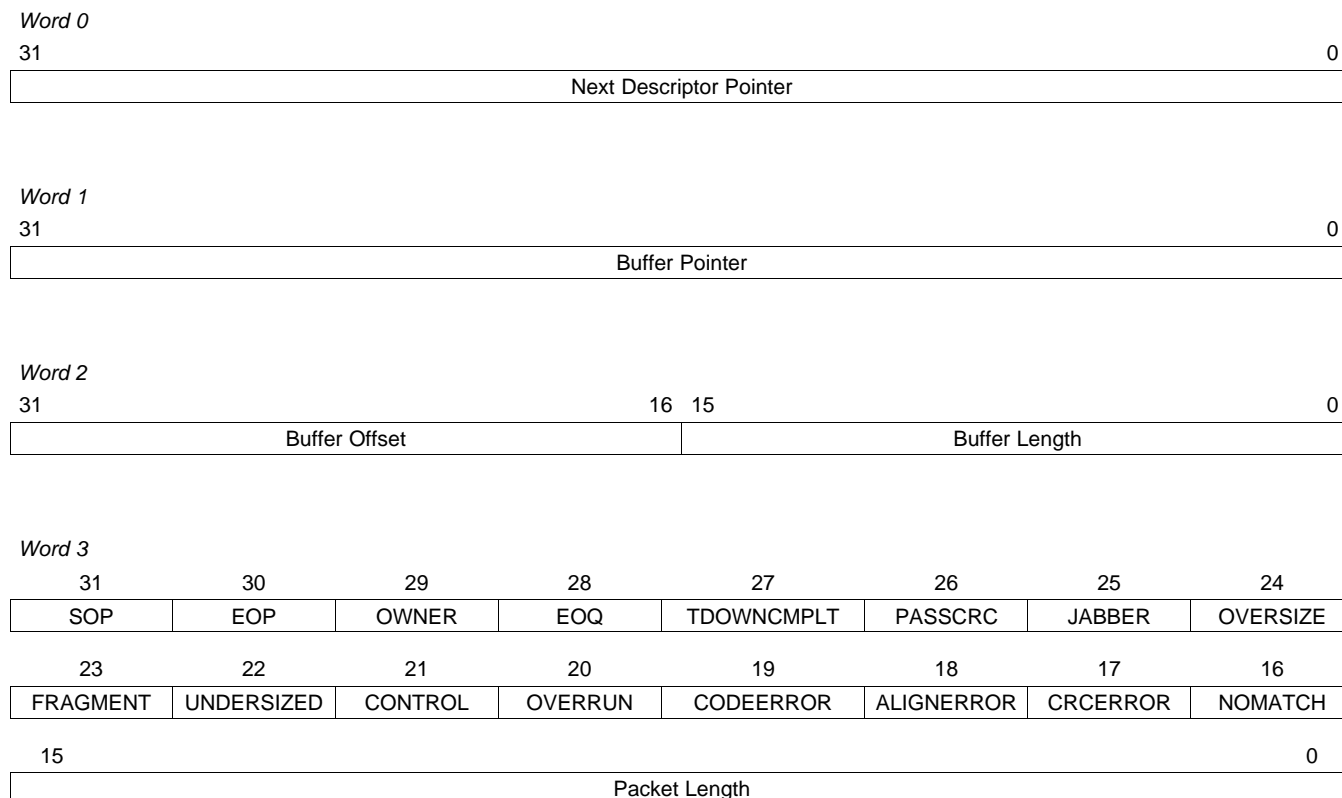 Word 0
31 0
Next Descriptor Pointer
Word 1
31 0
Buffer Pointer
Word 2
31 16 15 0
Buffer Offset Buffer Length
Word 3
31 30 29 28 27 26 25 24
SOP EOP OWNER EOQ TDOWNCMPLT PASSCRC JABBER OVERSIZE
23 22 21 20 19 18 17 16
FRAGMENT UNDERSIZED CONTROL OVERRUN CODEERROR ALIGNERROR CRCERROR NOMATCH
15 0
Packet Length